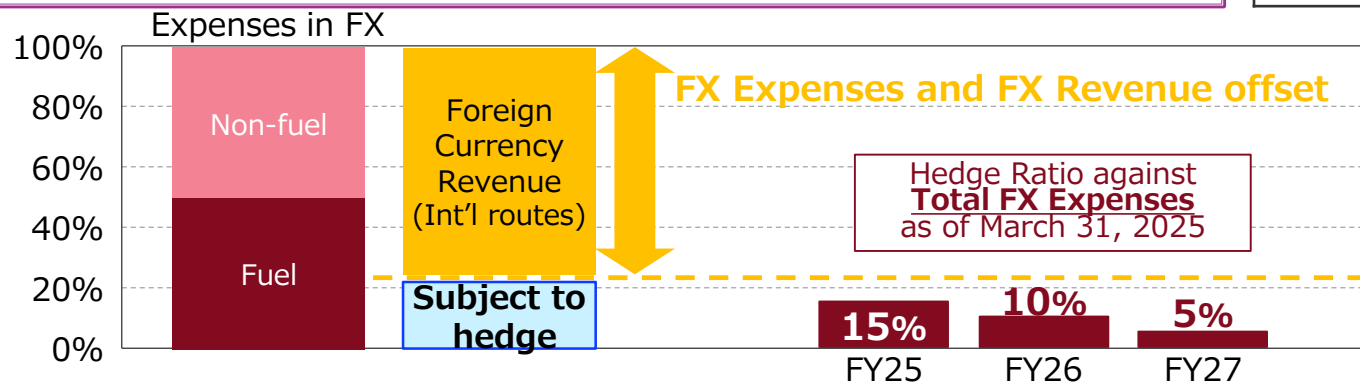 Expenses in FX
100%
80%
60%
40%
20%
0%
Non-fuel
Fuel
Foreign
Currency
Revenue
(Int’l routes)
Subject to
hedge
FX Expenses and FX Revenue offset
Hedge Ratio against
Total FX Expenses
as of March 31, 2025
15%
10%
5%
FY25
FY26
FY27